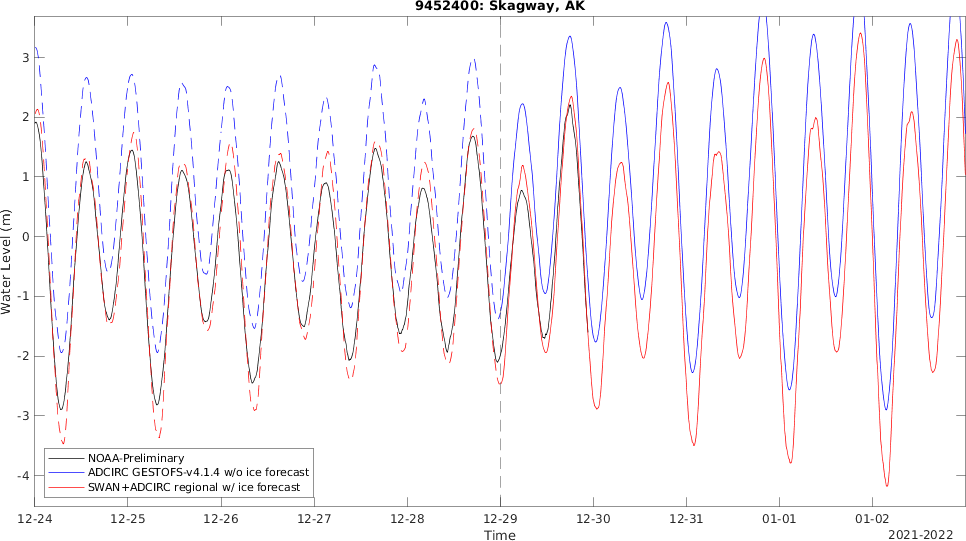 9452400: Skagway, AK
Water Level (m)
3
2
1
0
-1
-2
-3
-4
NOAA-Preliminary
ADCIRC GESTOFS-v4.1.4 w/o ice forecast
SWAN+ADCIRC regional w/ ice forecast
12-24 12-25 12-26 12-27 12-28 12-29 12-30 12-31 01-01 01-02
Time
2021-2022